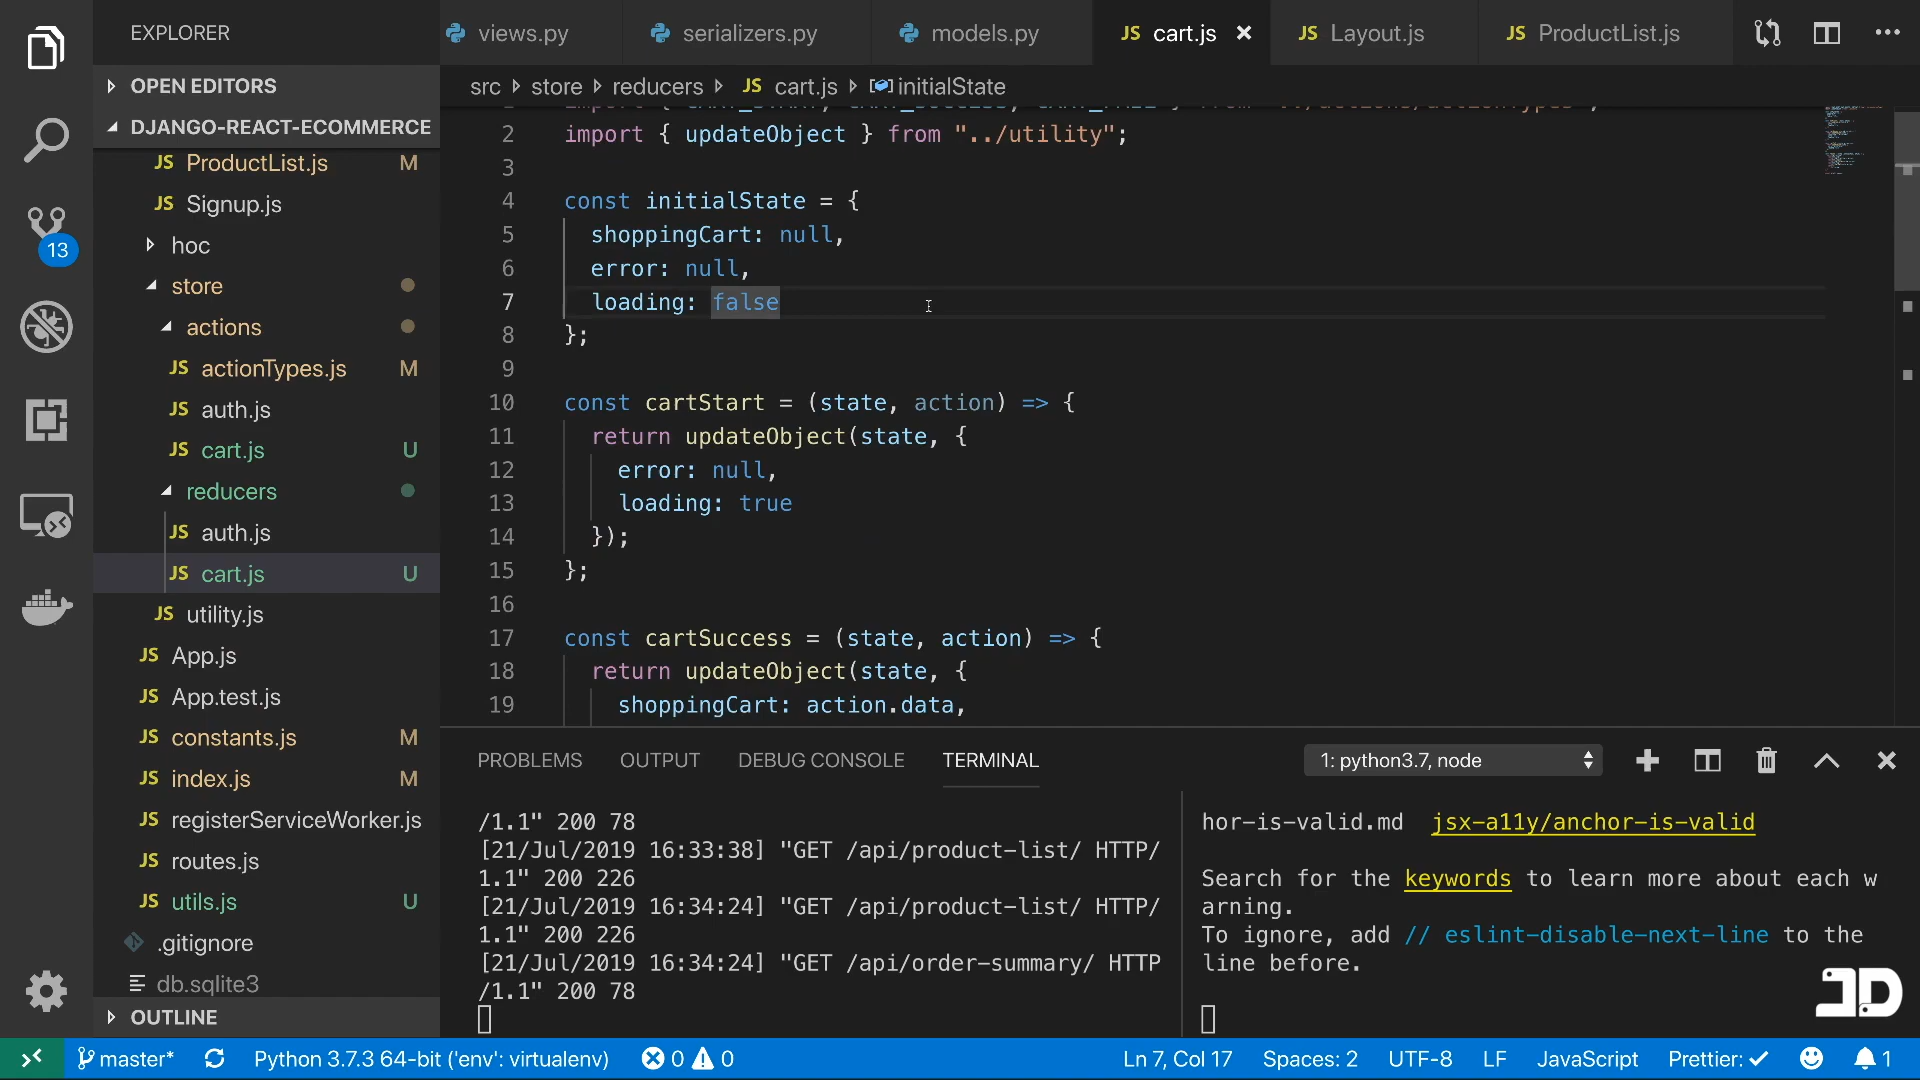 EXPLORER
OPEN EDITORS
DJANGO-REACT-ECOMMERCE
JS ProductList.js M
JS Signup.js
hoc
store
actions
JS actionTypes.js M
JS auth.js
JS cart.js U
reducers
JS auth.js
JS cart.js U
JS utility.js
JS App.js
JS App.test.js
JS constants.js M
JS index.js M
JS registerServiceWorker.js
JS routes.js
JS utils.js U
.gitignore
db.sqlite3
OUTLINE
13
views.py
serializers.py
models.py
JS cart.js
JS Layout.js
JS ProductList.js
src store reducers JS cart.js initialState
2 import { updateObject } from "../utility";
3
4 const initialState = {
5 shoppingCart: null,
6 error: null,
7 loading: false
8 };
9
10 const cartStart = (state, action) => {
11 return updateObject(state, {
12 error: null,
13 loading: true
14 });
15 };
16
17 const cartSuccess = (state, action) => {
18 return updateObject(state, {
19 shoppingCart: action.data,
PROBLEMS OUTPUT DEBUG CONSOLE TERMINAL
1: python3.7, node
/1.1" 200 78
[21/Jul/2019 16:33:38] "GET /api/product-list/ HTTP/
1.1" 200 226
[21/Jul/2019 16:34:24] "GET /api/product-list/ HTTP/
1.1" 200 226
[21/Jul/2019 16:34:24] "GET /api/order-summary/ HTTP
/1.1" 200 78
hor-is-valid.md jsx-a11y/anchor-is-valid
Search for the keywords to learn more about each w
arning.
To ignore, add // eslint-disable-next-line to the
line before.
JD
master* Python 3.7.3 64-bit ('env': virtualenv) 0 0 Ln 7, Col 17 Spaces: 2 UTF-8 LF JavaScript Prettier: ✓ 1